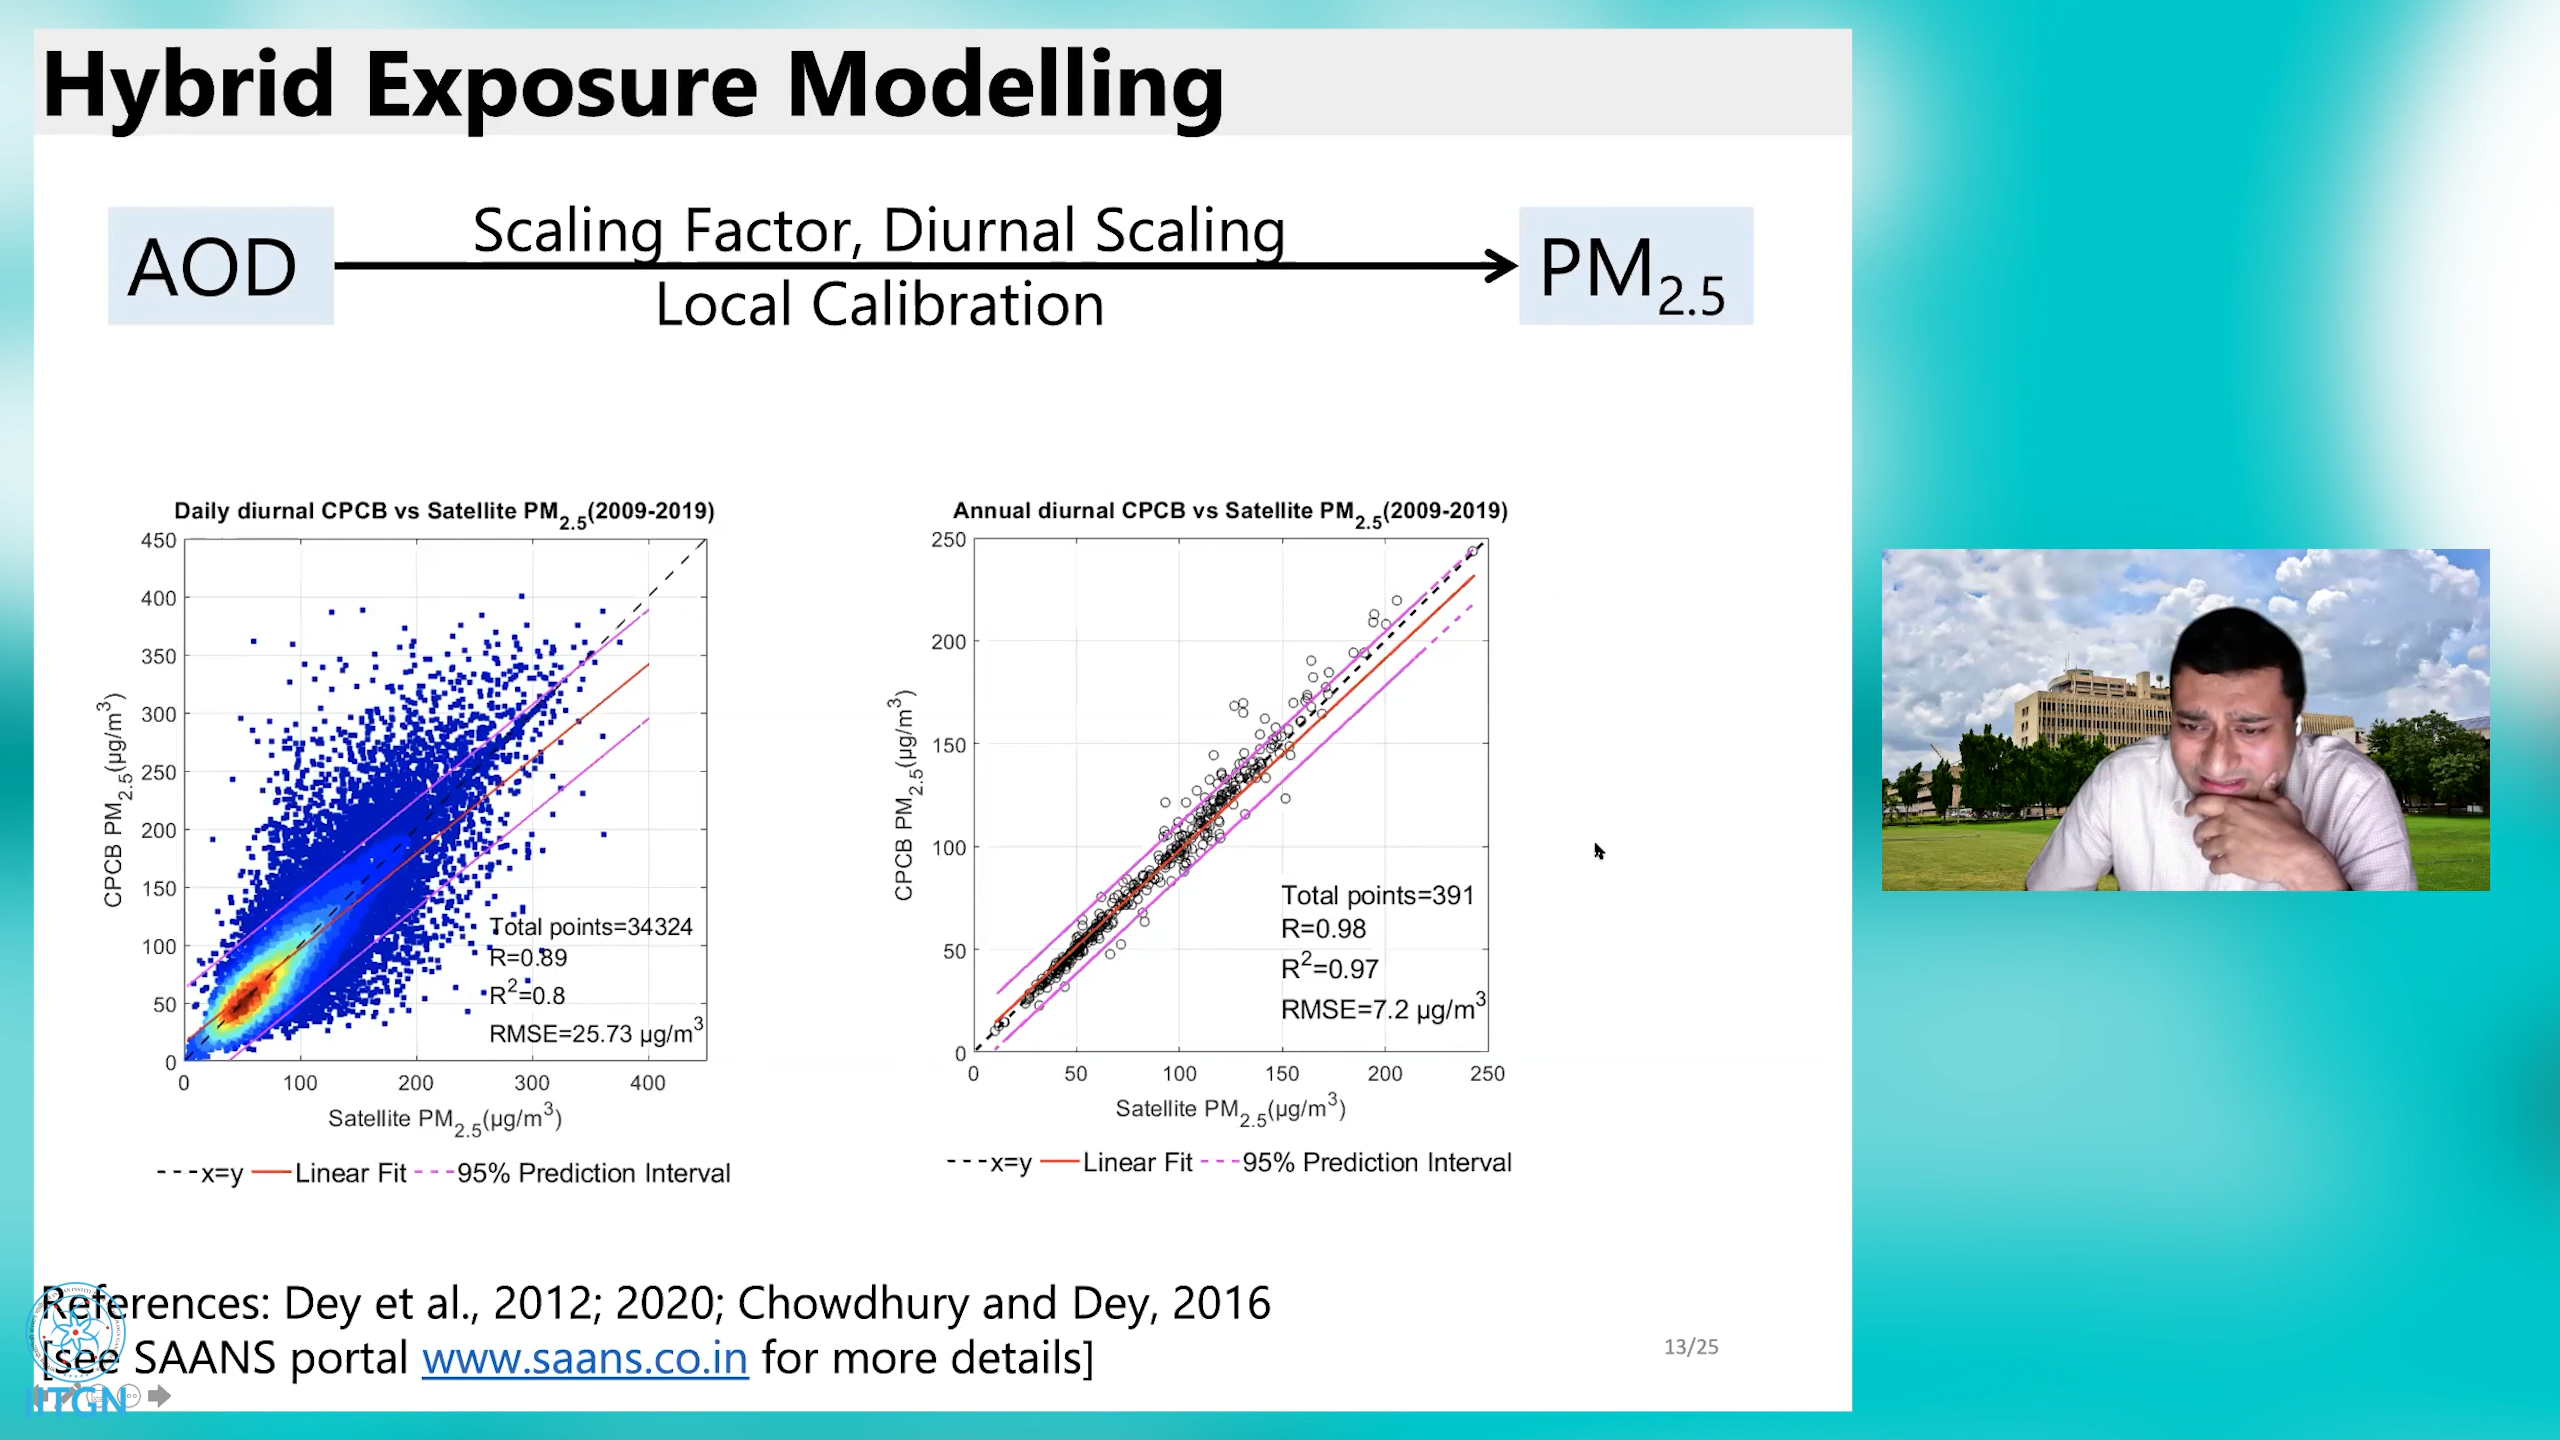 Hybrid Exposure Modelling
AOD
Scaling Factor, Diurnal Scaling
Local Calibration
PM2.5
Daily diurnal CPCB vs Satellite PM2.5(2009-2019)
450
400
350
300
250
200
150
100
50
0
CPCB PM2.5(µg/m3)
Total points=34324
R=0.89
R2=0.8
RMSE=25.73 µg/m3
0 100 200 300 400
Satellite PM2.5(µg/m3)
x=y Linear Fit 95% Prediction Interval
Annual diurnal CPCB vs Satellite PM2.5(2009-2019)
250
200
150
100
50
0
CPCB PM2.5(µg/m3)
Total points=391
R=0.98
R2=0.97
RMSE=7.2 µg/m3
0 50 100 150 200 250
Satellite PM2.5(µg/m3)
x=y Linear Fit 95% Prediction Interval
References: Dey et al., 2012; 2020; Chowdhury and Dey, 2016
[see SAANS portal www.saans.co.in for more details]
13/25
IITGN